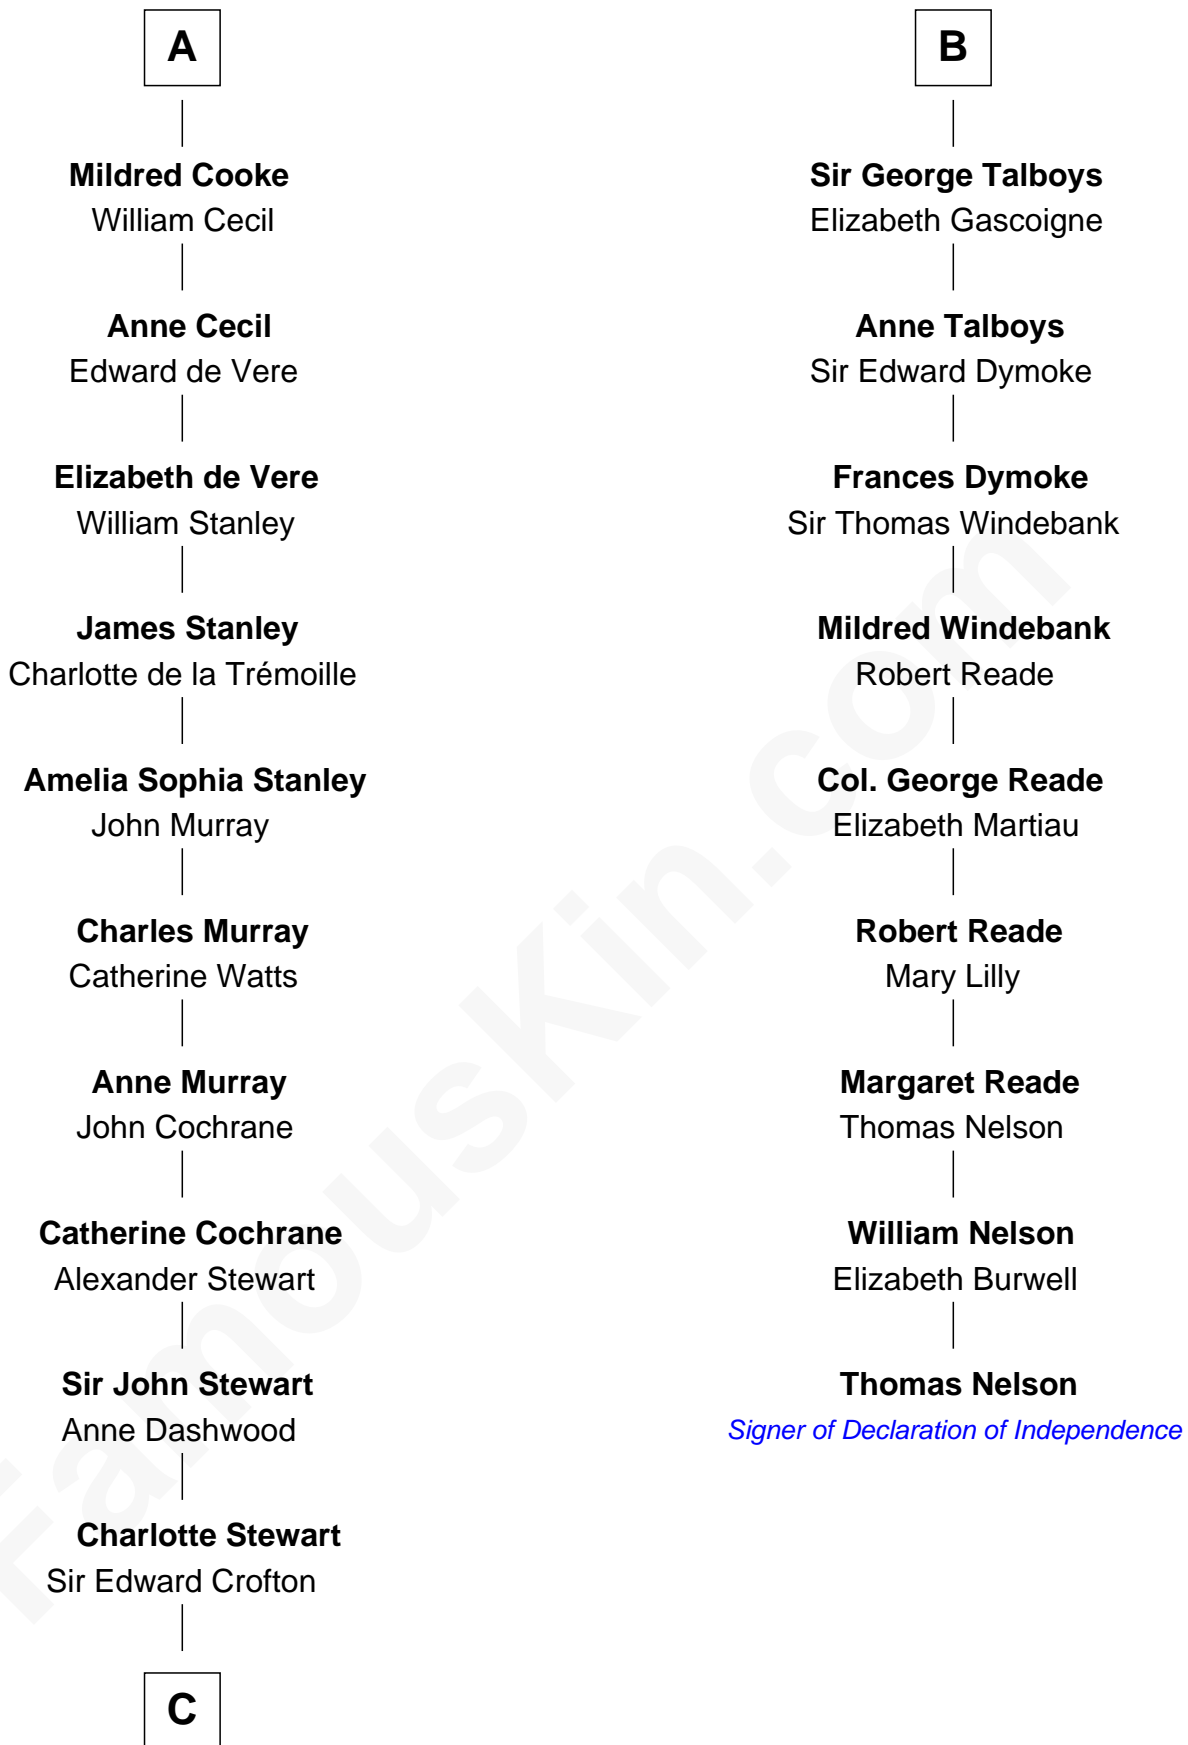 A
Mildred Cooke
William Cecil
Anne Cecil
Edward de Vere
Elizabeth de Vere
William Stanley
James Stanley
Charlotte de la Trémoille
Amelia Sophia Stanley
John Murray
Charles Murray
Catherine Watts
Anne Murray
John Cochrane
Catherine Cochrane
Alexander Stewart
Sir John Stewart
Anne Dashwood
Charlotte Stewart
Sir Edward Crofton
C
B
Sir George Talboys
Elizabeth Gascoigne
Anne Talboys
Sir Edward Dymoke
Frances Dymoke
Sir Thomas Windebank
Mildred Windebank
Robert Reade
Col. George Reade
Elizabeth Martiau
Robert Reade
Mary Lilly
Margaret Reade
Thomas Nelson
William Nelson
Elizabeth Burwell
Thomas Nelson
Signer of Declaration of Independence
FamousKin.com